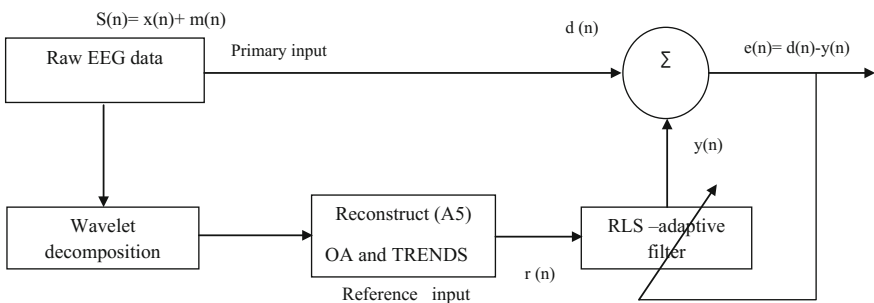 S(n)= x(n)+ m(n)
Raw EEG data
Primary input
d (n)
Σ
e(n)= d(n)-y(n)
y(n)
Wavelet
decomposition
Reconstruct (A5)
OA and TRENDS
r (n)
RLS –adaptive
filter
Reference input